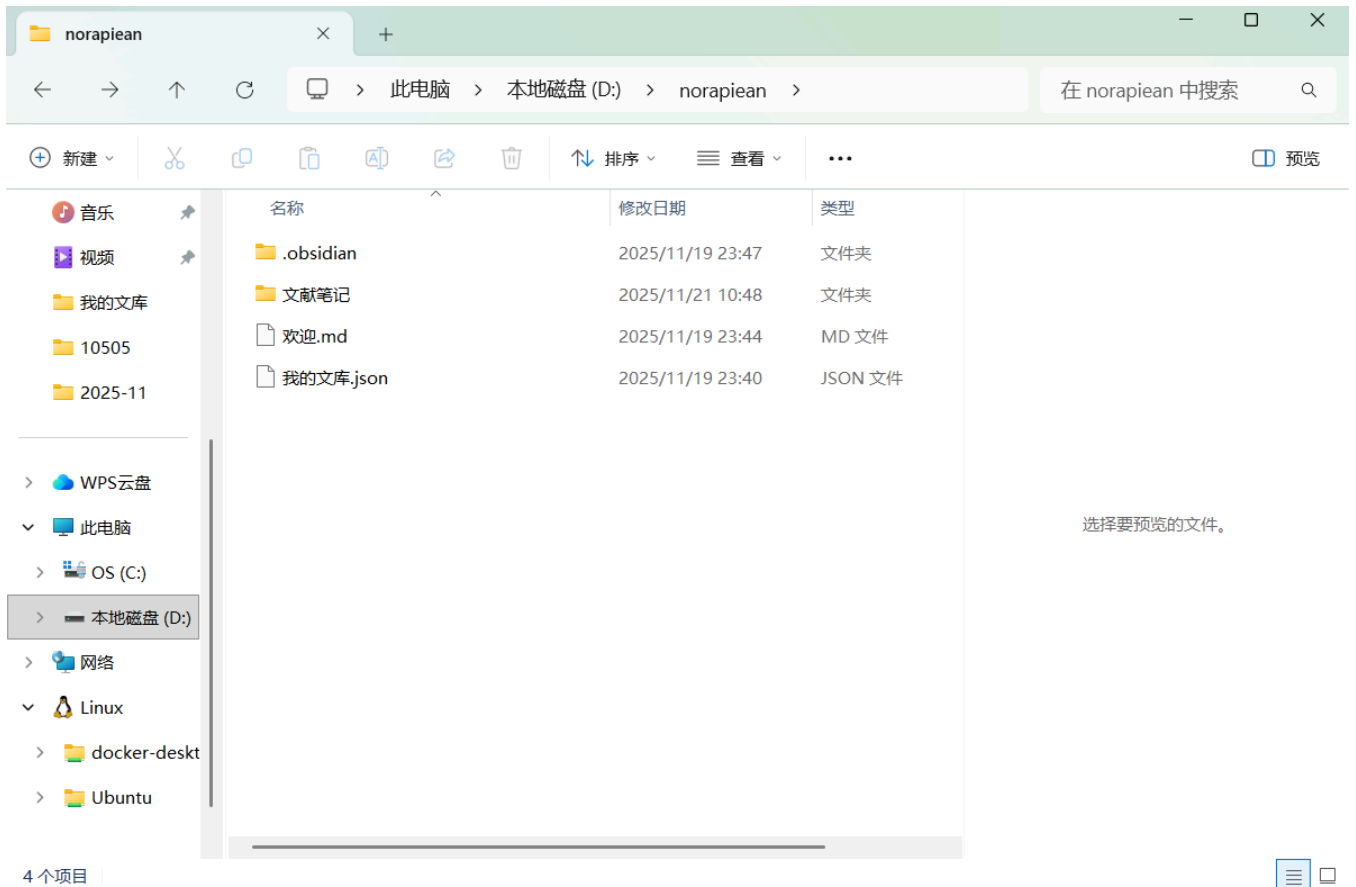 norapiean
此电脑 本地磁盘 (D:) norapiean 在 norapiean 中搜索
新建 排序 查看 预览
音乐
视频
我的文库
10505
2025-11
WPS云盘
此电脑
OS (C:)
本地磁盘 (D:)
网络
Linux
docker-deskt
Ubuntu
名称 修改日期 类型
.obsidian 2025/11/19 23:47 文件夹
文献笔记 2025/11/21 10:48 文件夹
欢迎.md 2025/11/19 23:44 MD 文件
我的文库.json 2025/11/19 23:40 JSON 文件
选择要预览的文件。
4 个项目